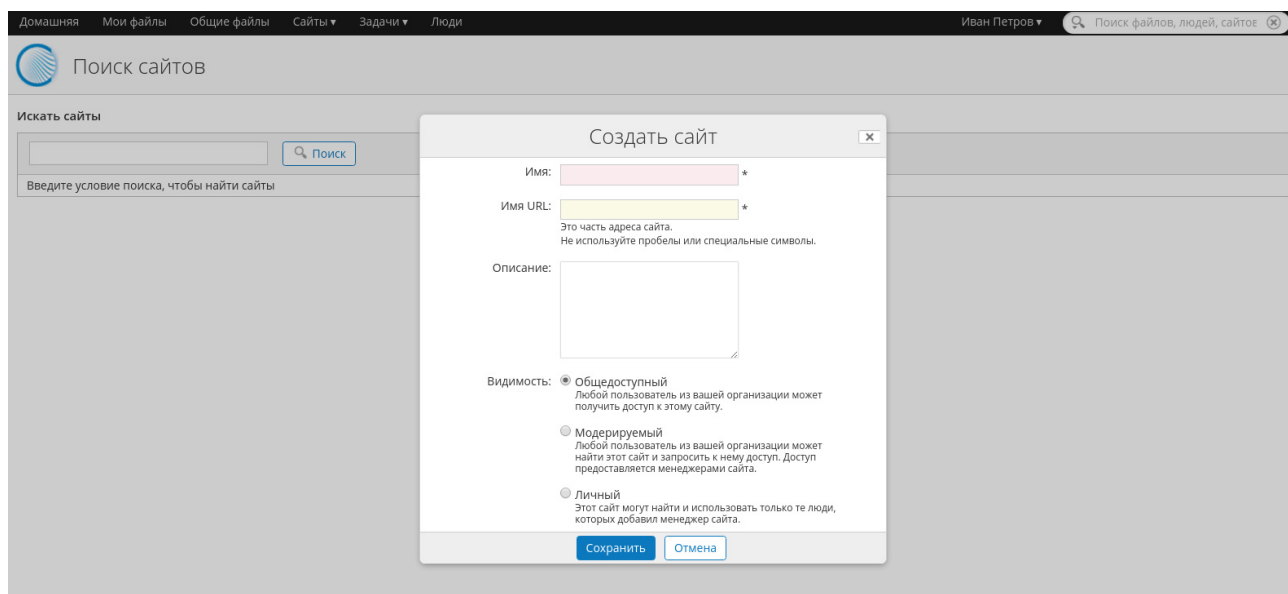 Домашняя Мои файлы Общие файлы Сайты ▾ Задачи ▾ Люди Иван Петров ▾ Поиск файлов, людей, сайтов
Поиск сайтов
Искать сайты
Поиск
Введите условие поиска, чтобы найти сайты
Создать сайт
Имя: *
Имя URL: *
Это часть адреса сайта.
Не используйте пробелы или специальные символы.
Описание:
Видимость: Общедоступный
Любой пользователь из вашей организации может
получить доступ к этому сайту.
Модерируемый
Любой пользователь из вашей организации может
найти этот сайт и запросить к нему доступ. Доступ
предоставляется менеджерами сайта.
Личный
Этот сайт могут найти и использовать только те люди,
которых добавил менеджер сайта.
Сохранить Отмена